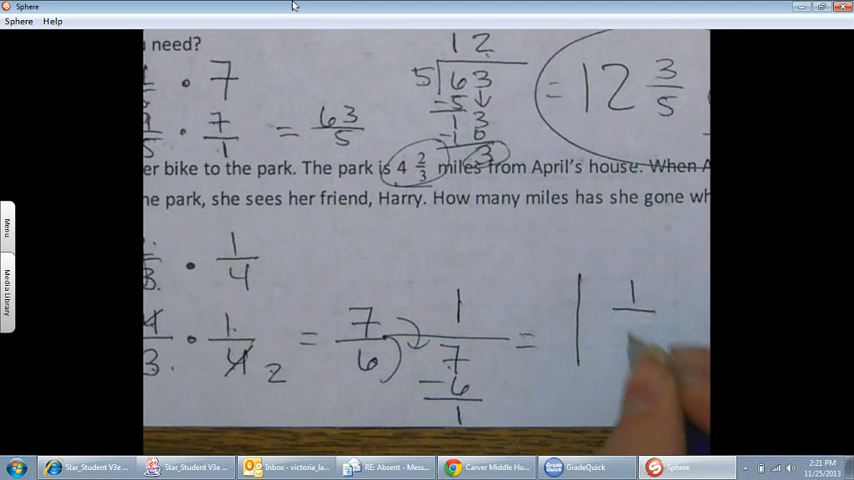 Sphere
Sphere Help
u need?
· 7
12
5 63
-5
13
-1 0
3
· 7/1 = 63/5
= 12 3/5
er bike to the park. The park is 4 2/3 miles from April's house. When A
he park, she sees her friend, Harry. How many miles has she gone wh
· 1/4
4/3 · 1/4 2 = 7/6
1
7
-6
1
= 1 1
Menu
Media Library
Star_Student V3e
Star_Student V3e
Inbox - victoria_la...
RE: Absent - Mess...
Carver Middle Ho...
GradeQuick
Sphere
2:21 PM
11/25/2013